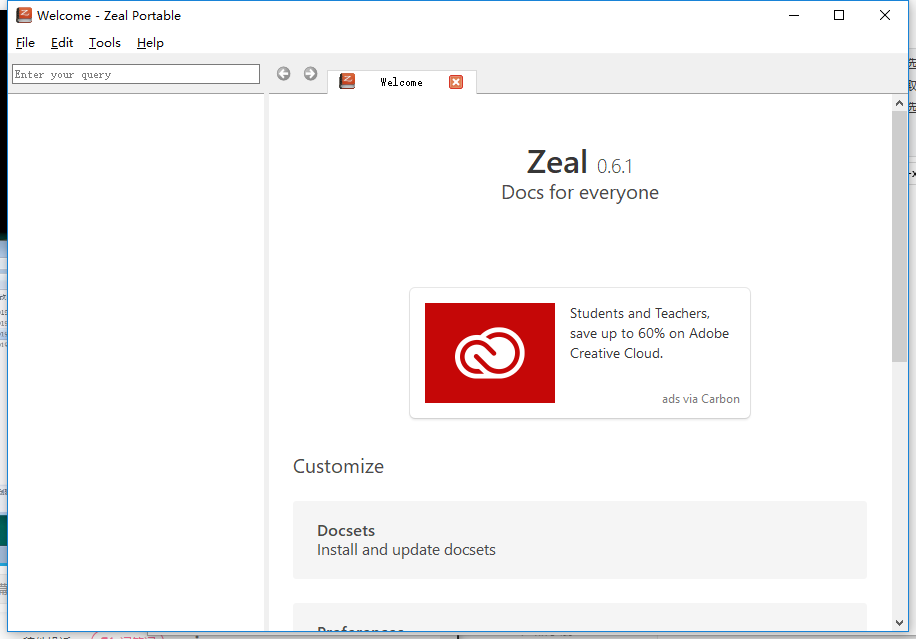 Welcome - Zeal Portable
File Edit Tools Help
Enter your query
Welcome
Zeal 0.6.1
Docs for everyone
Students and Teachers,
save up to 60% on Adobe
Creative Cloud.
ads via Carbon
Customize
Docsets
Install and update docsets
Preferences